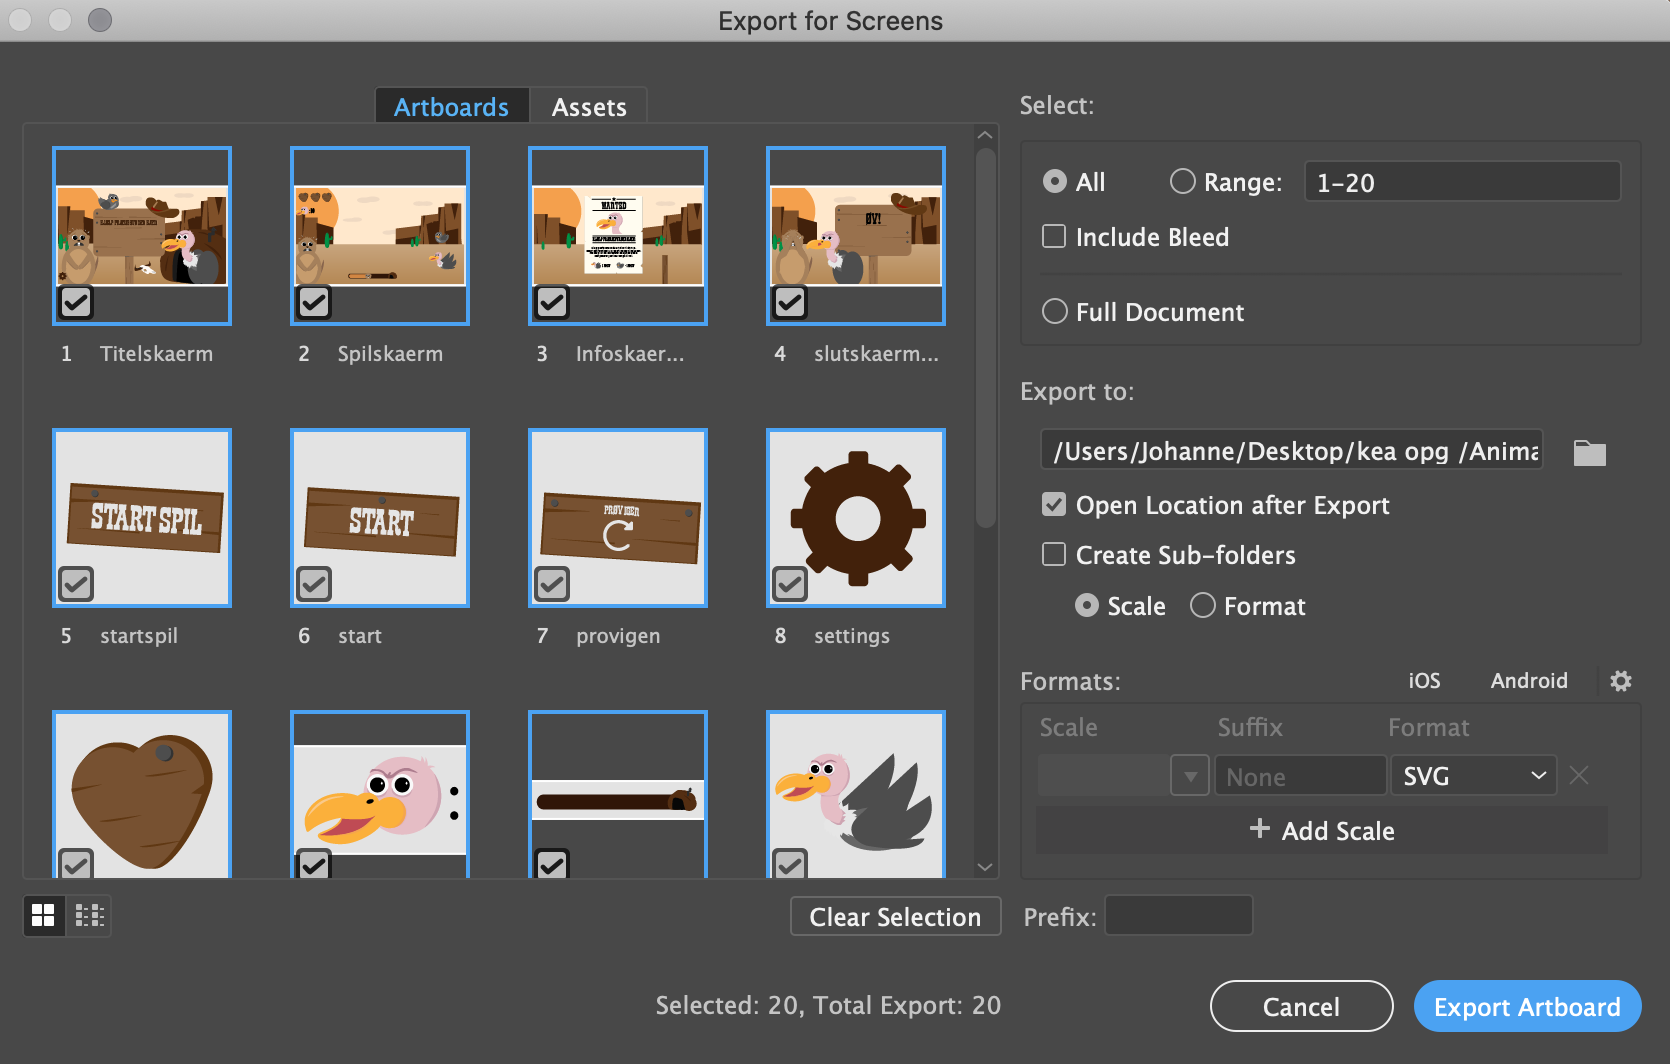 Export for Screens
Artboards
Assets
WANTED
ØV!
1 Titelskaerm
2 Spilskaerm
3 Infoskaer...
4 slutskaerm...
START SPIL
START
PRØV IGEN
5 startspil
6 start
7 provigen
8 settings
:
Clear Selection
Selected: 20, Total Export: 20
Select:
All
Range:
1-20
Include Bleed
Full Document
Export to:
/Users/Johanne/Desktop/kea opg /Anima
Open Location after Export
Create Sub-folders
Scale
Format
Formats:
iOS
Android
Scale
Suffix
Format
None
SVG
+ Add Scale
Prefix:
Cancel
Export Artboard